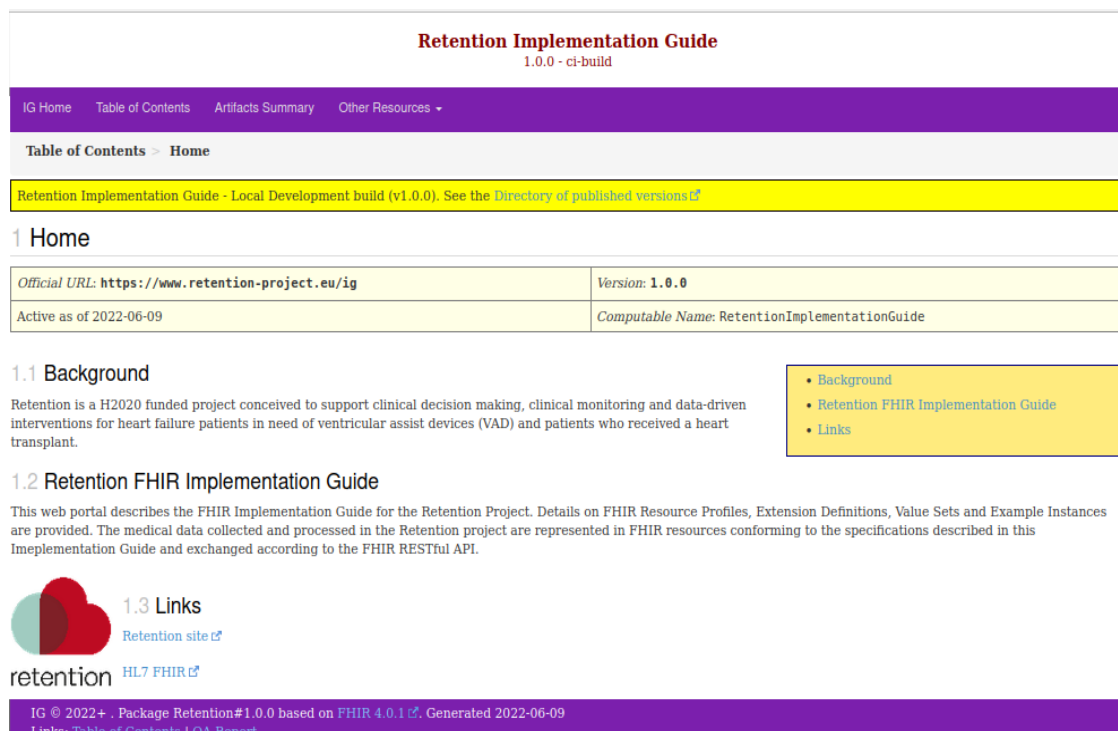 Retention Implementation Guide
1.0.0 - ci-build
IG Home Table of Contents Artifacts Summary Other Resources
Table of Contents > Home
Retention Implementation Guide - Local Development build (v1.0.0). See the Directory of published versions
1 Home
Official URL: https://www.retention-project.eu/ig Version: 1.0.0
Active as of 2022-06-09 Computable Name: RetentionImplementationGuide
1.1 Background
Retention is a H2020 funded project conceived to support clinical decision making, clinical monitoring and data-driven
interventions for heart failure patients in need of ventricular assist devices (VAD) and patients who received a heart
transplant.
• Background
• Retention FHIR Implementation Guide
• Links
1.2 Retention FHIR Implementation Guide
This web portal describes the FHIR Implementation Guide for the Retention Project. Details on FHIR Resource Profiles, Extension Definitions, Value Sets and Example Instances
are provided. The medical data collected and processed in the Retention project are represented in FHIR resources conforming to the specifications described in this
Imeplementation Guide and exchanged according to the FHIR RESTful API.
retention
1.3 Links
Retention site
HL7 FHIR
IG © 2022+ . Package Retention#1.0.0 based on FHIR 4.0.1. Generated 2022-06-09
Links: Table of Contents | QA Report